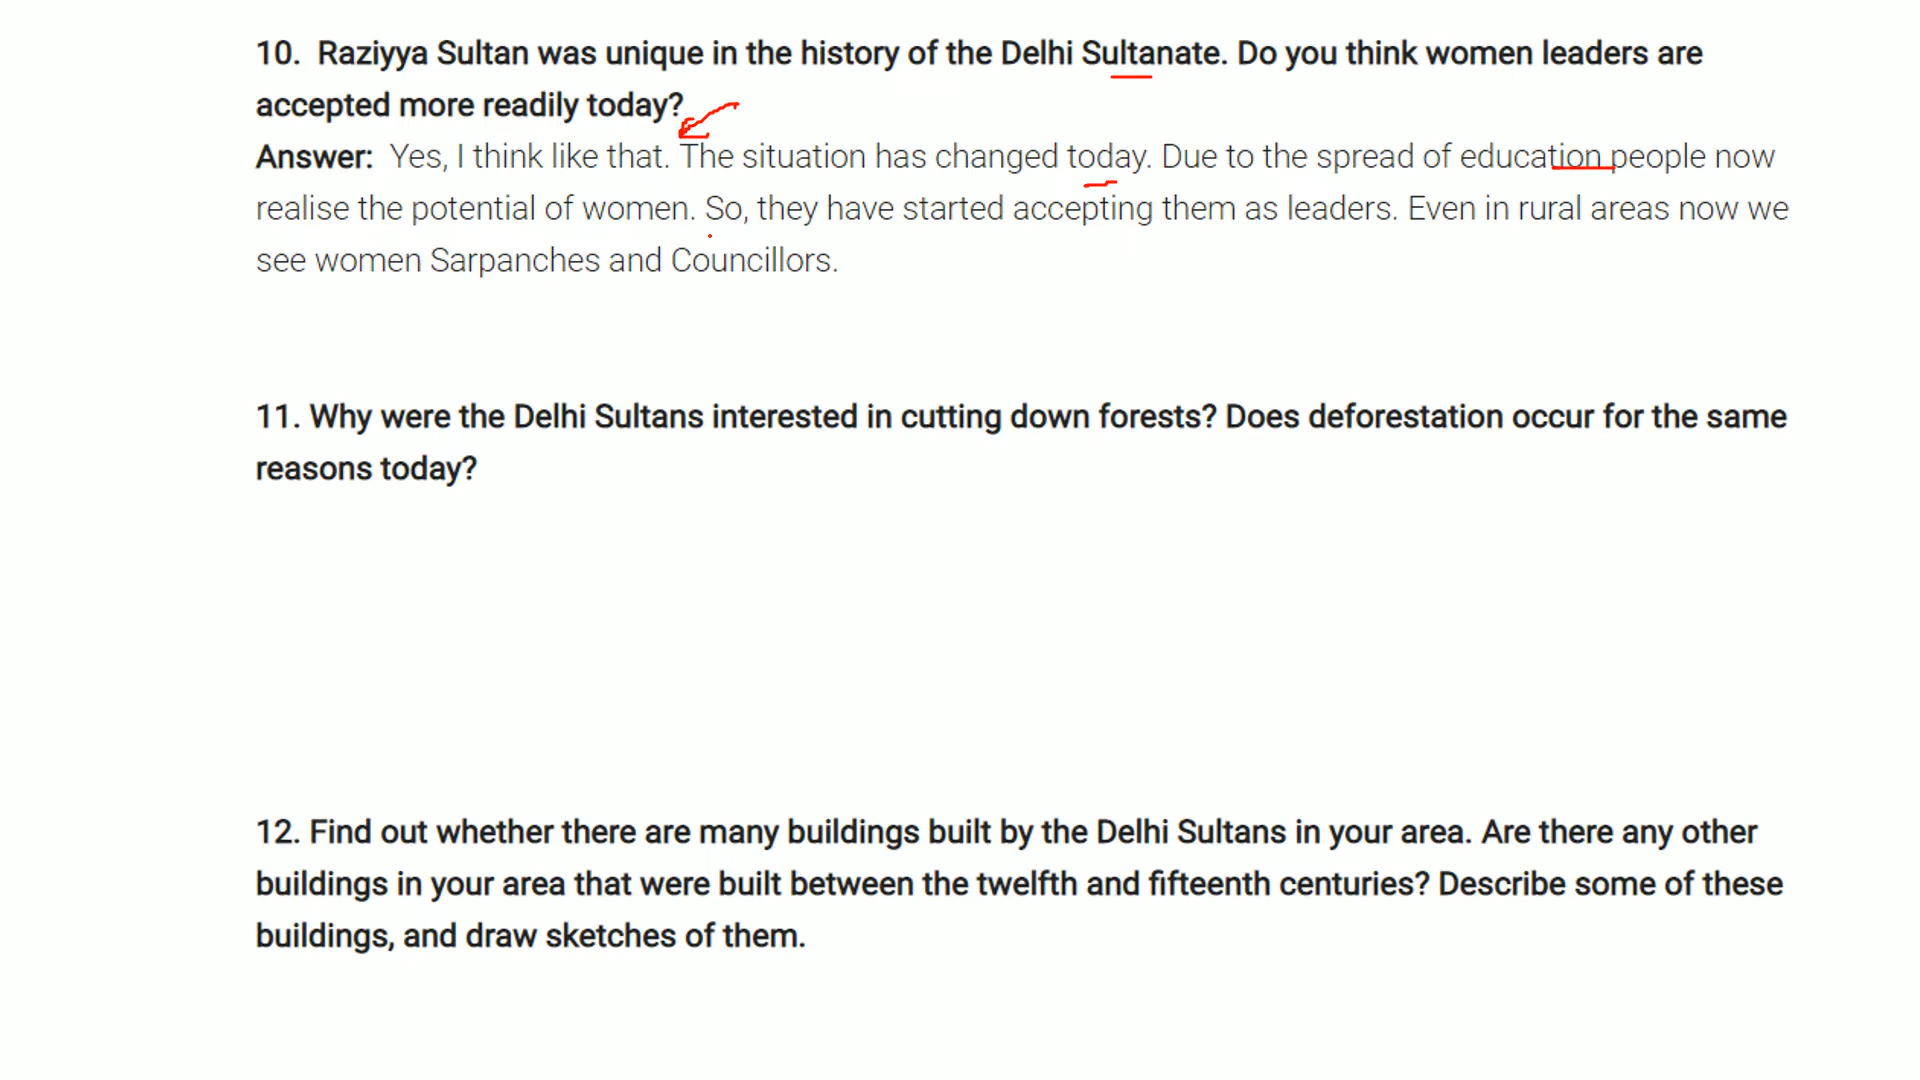 10. Raziyya Sultan was unique in the history of the Delhi Sultanate. Do you think women leaders are
accepted more readily today?
Answer: Yes, I think like that. The situation has changed today. Due to the spread of education people now
realise the potential of women. So, they have started accepting them as leaders. Even in rural areas now we
see women Sarpanches and Councillors.
11. Why were the Delhi Sultans interested in cutting down forests? Does deforestation occur for the same
reasons today?
12. Find out whether there are many buildings built by the Delhi Sultans in your area. Are there any other
buildings in your area that were built between the twelfth and fifteenth centuries? Describe some of these
buildings, and draw sketches of them.